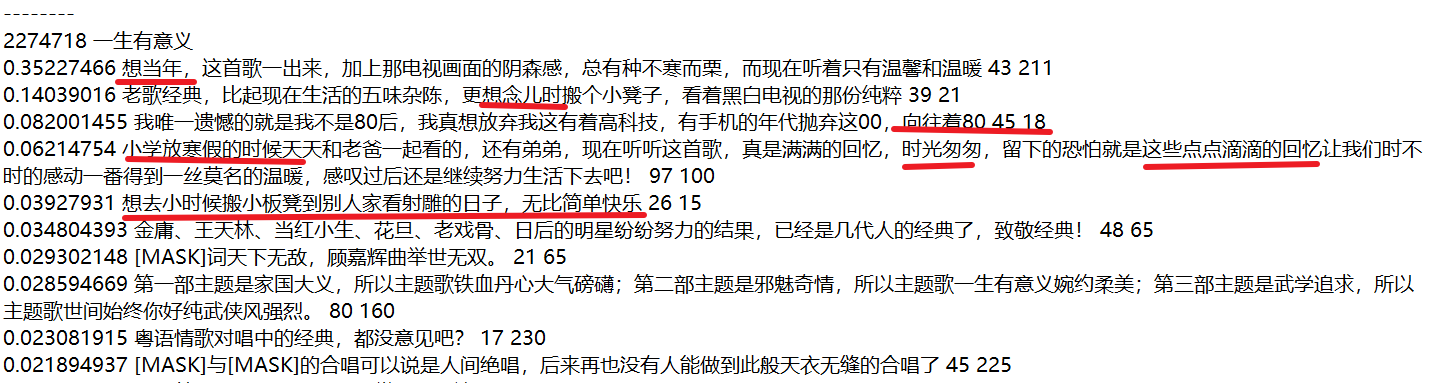 --------
2274718 一生有意义
0.35227466 想当年，这首歌一出来，加上那电视画面的阴森感，总有种不寒而栗，而现在听着只有温馨和温暖 43 211
0.14039016 老歌经典，比起现在生活的五味杂陈，更想念儿时搬个小凳子，看着黑白电视的那份纯粹 39 21
0.082001455 我唯一遗憾的就是我不是80后，我真想放弃我这有着高科技，有手机的年代抛弃这00，向往着80 45 18
0.06214754 小学放寒假的时候天天和老爸一起看的，还有弟弟，现在听听这首歌，真是满满的回忆，时光匆匆，留下的恐怕就是这些点点滴滴的回忆让我们时不
时的感动一番得到一丝莫名的温暖，感叹过后还是继续努力生活下去吧！ 97 100
0.03927931 想去小时候搬小板凳到别人家看射雕的日子，无比简单快乐 26 15
0.034804393 金庸、王天林、当红小生、花旦、老戏骨、日后的明星纷纷努力的结果，已经是几代人的经典了，致敬经典！ 48 65
0.029302148 [MASK]词天下无敌，顾嘉辉曲举世无双。 21 65
0.028594669 第一部主题是家国大义，所以主题歌铁血丹心大气磅礴；第二部主题是邪魅奇情，所以主题歌一生有意义婉约柔美；第三部主题是武学追求，所以
主题歌世间始终你好纯武侠风强烈。 80 160
0.023081915 粤语情歌对唱中的经典，都没意见吧？ 17 230
0.021894937 [MASK]与[MASK]的合唱可以说是人间绝唱，后来再也没有人能做到此般天衣无缝的合唱了 45 225